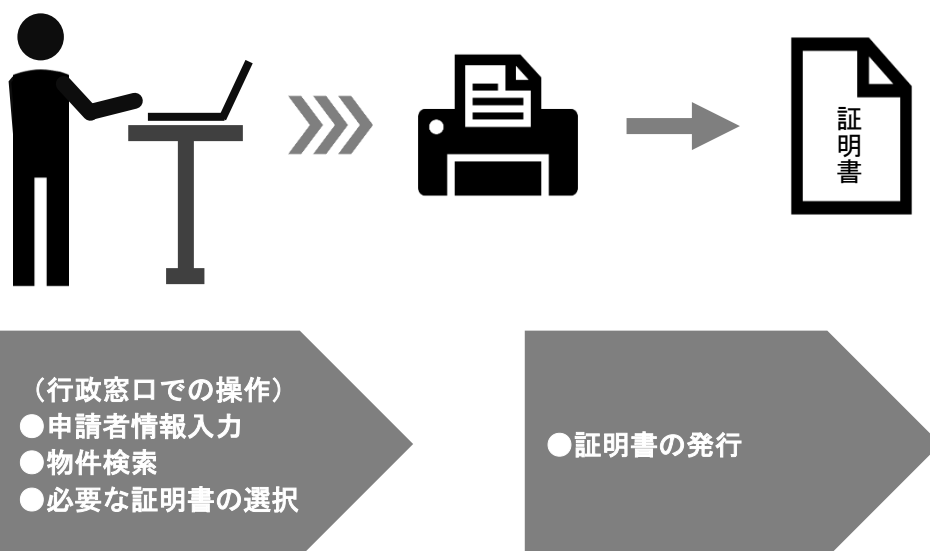 証明書
（行政窓口での操作）
●申請者情報入力
●物件検索
●必要な証明書の選択
●証明書の発行